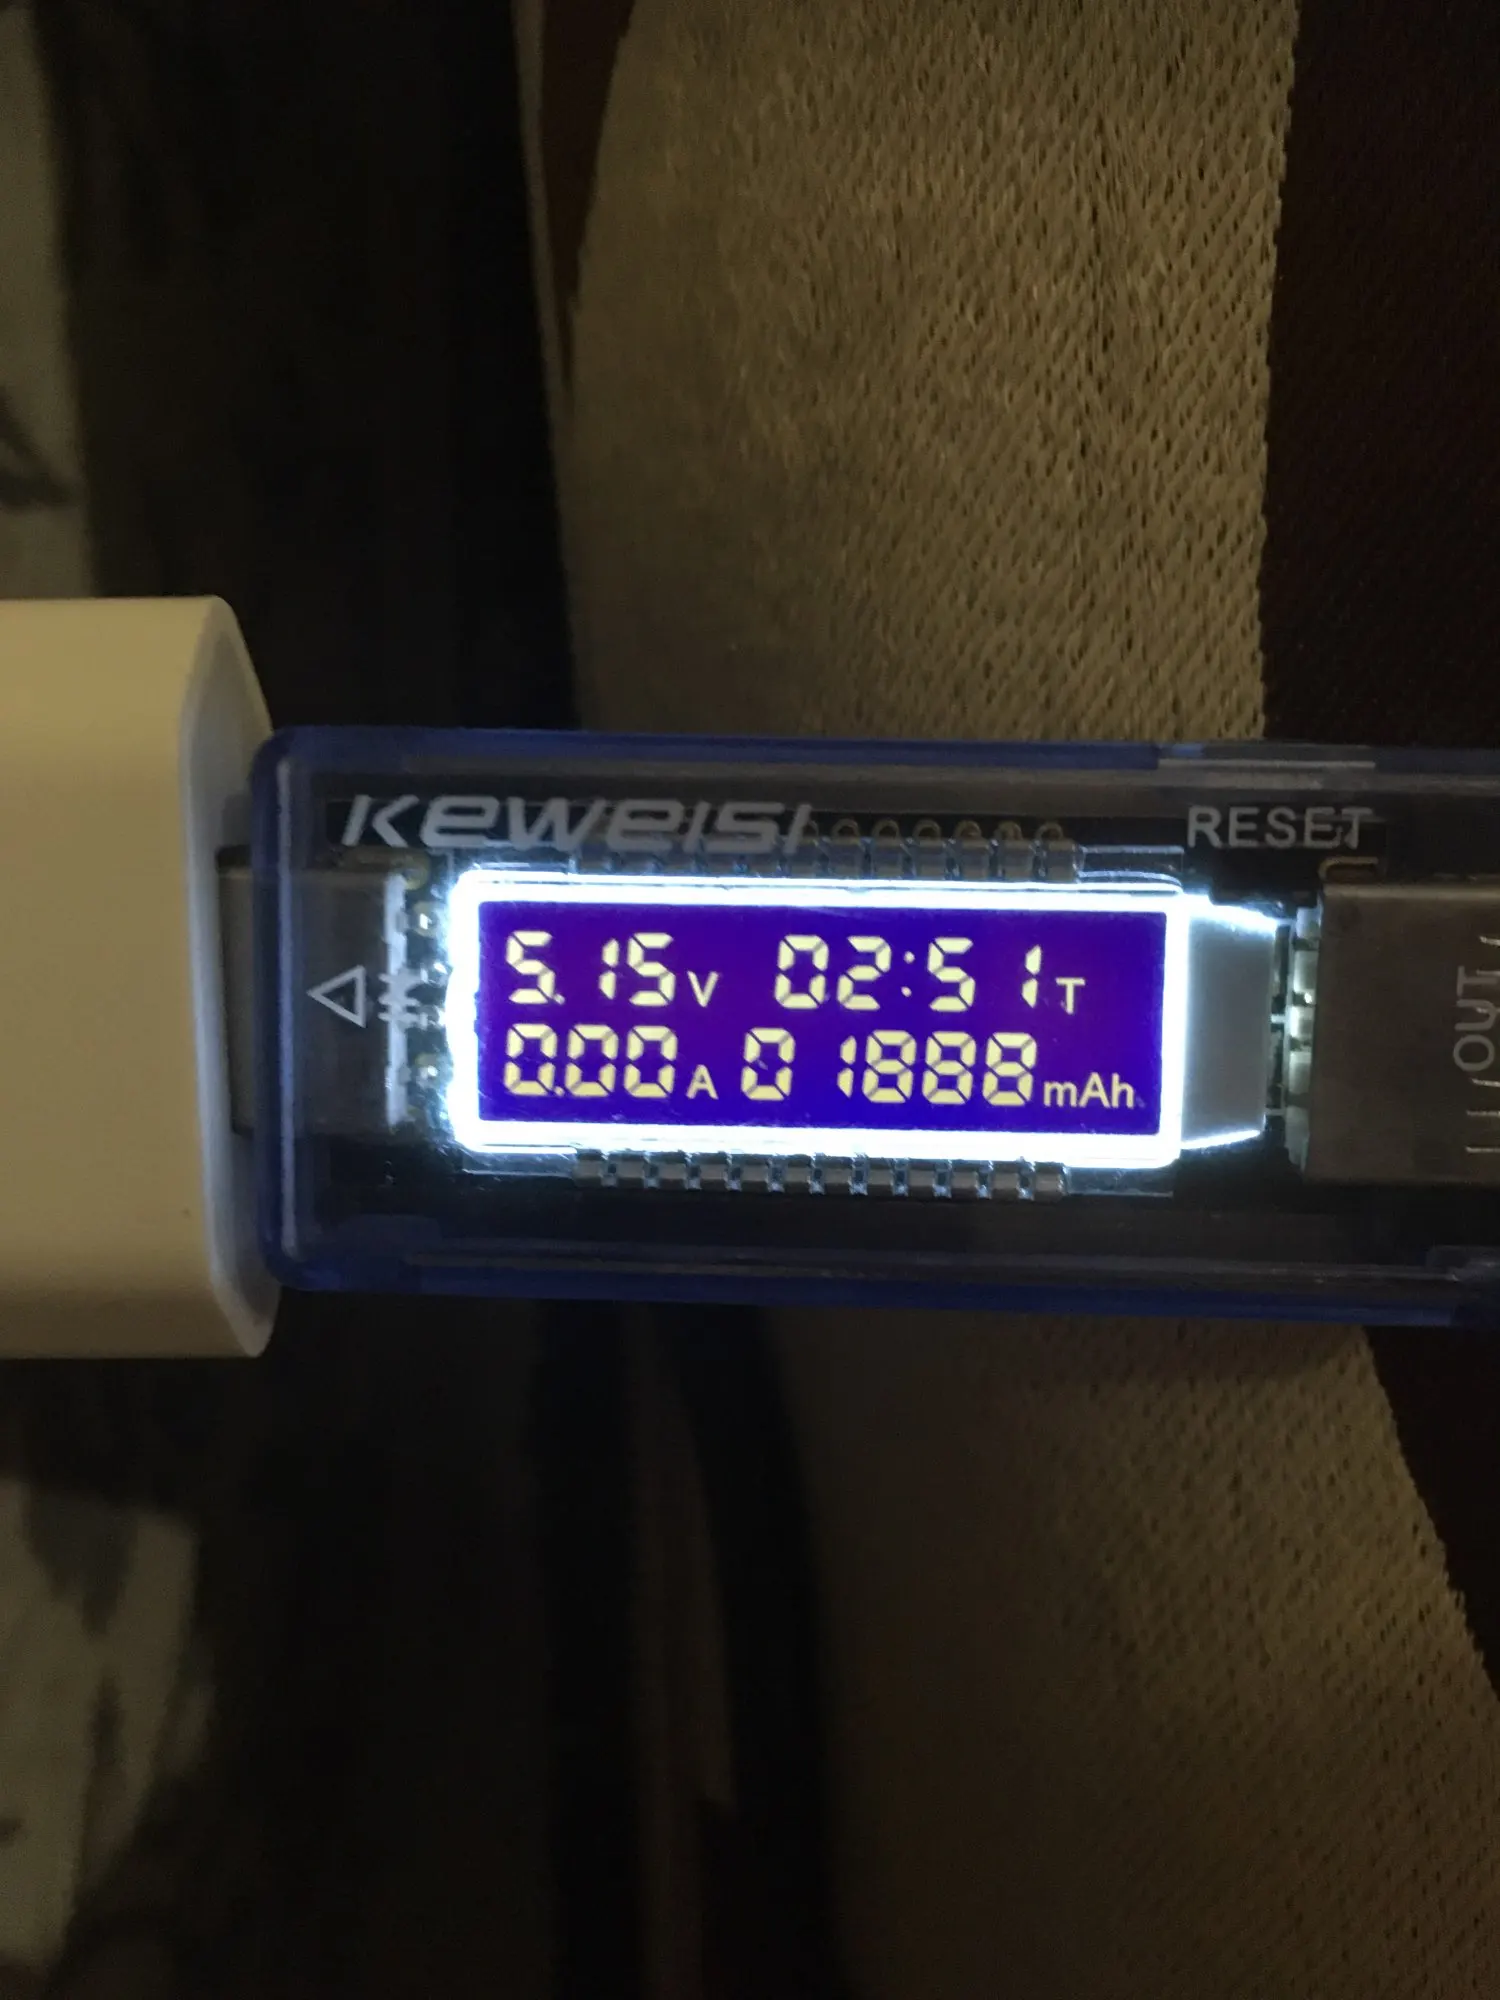 KEWEISI
RESET
5.15V 02:51T
0.00A 01888mAh
OUT